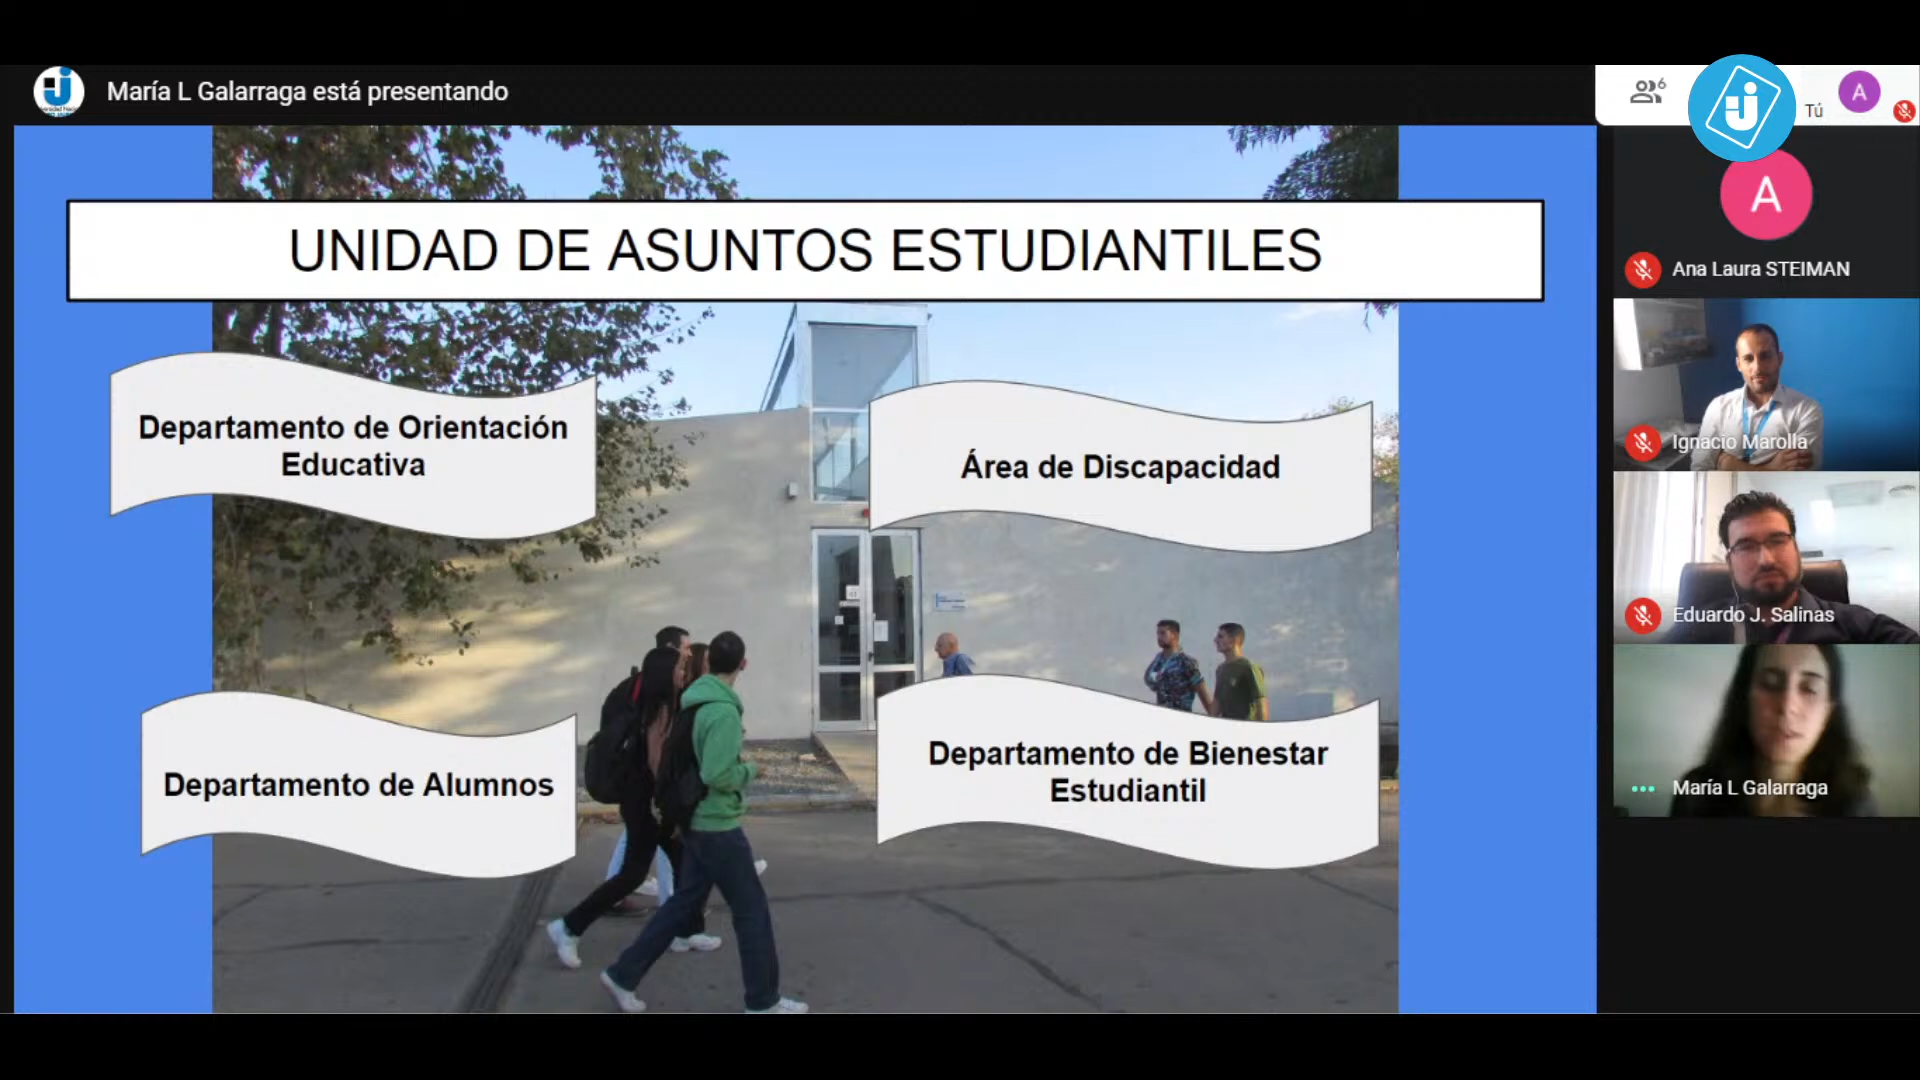 María L Galarraga está presentando
6
Tú
A
A
Ana Laura STEIMAN
Ignacio Marolla
Eduardo J. Salinas
María L Galarraga
UNIDAD DE ASUNTOS ESTUDIANTILES
Departamento de Orientación
Educativa
Área de Discapacidad
Departamento de Alumnos
Departamento de Bienestar
Estudiantil